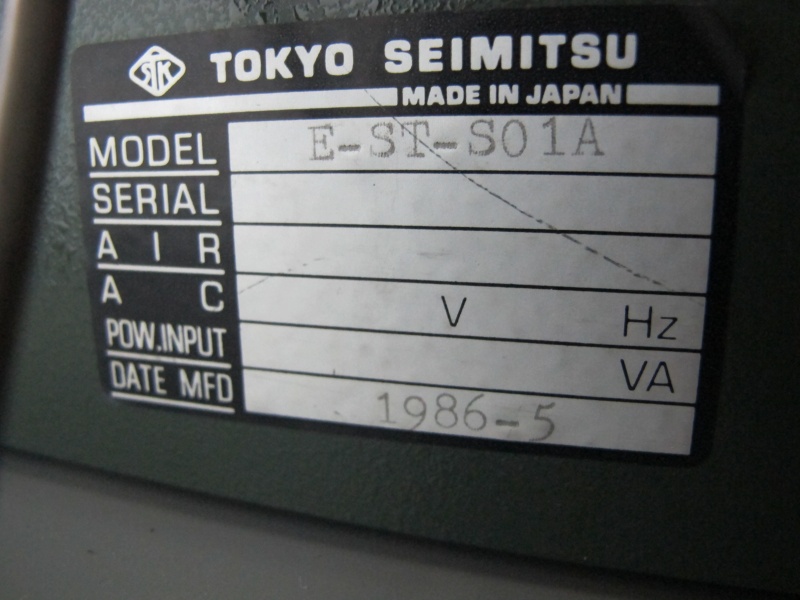 STK TOKYO SEIMITSU
MADE IN JAPAN
MODEL E-ST-S01A
SERIAL
AIR
AC V Hz
POW.INPUT VA
DATE MFD 1986-5